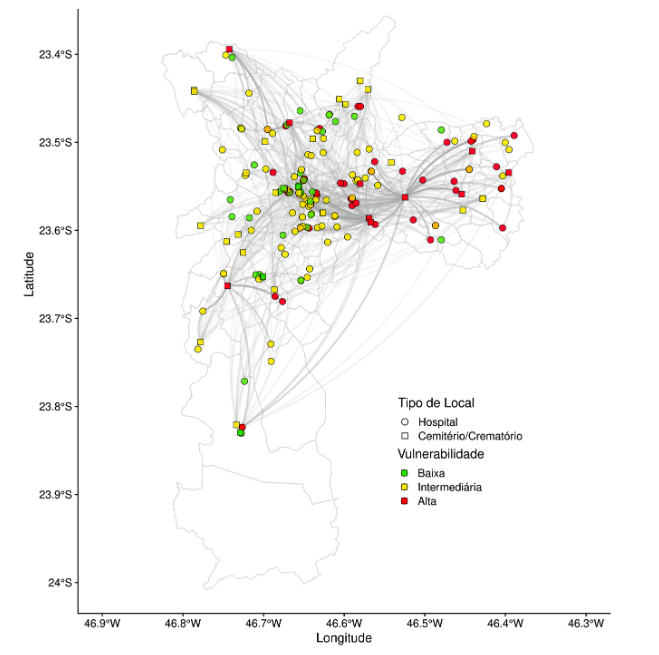 23.4°S
23.5°S
23.6°S
23.7°S
23.8°S
23.9°S
24°S
Latitude
Tipo de Local
Hospital
Cemitério/Crematório
Vulnerabilidade
Baixa
Intermediária
Alta
46.9°W 46.8°W 46.7°W 46.6°W 46.5°W 46.4°W 46.3°W
Longitude